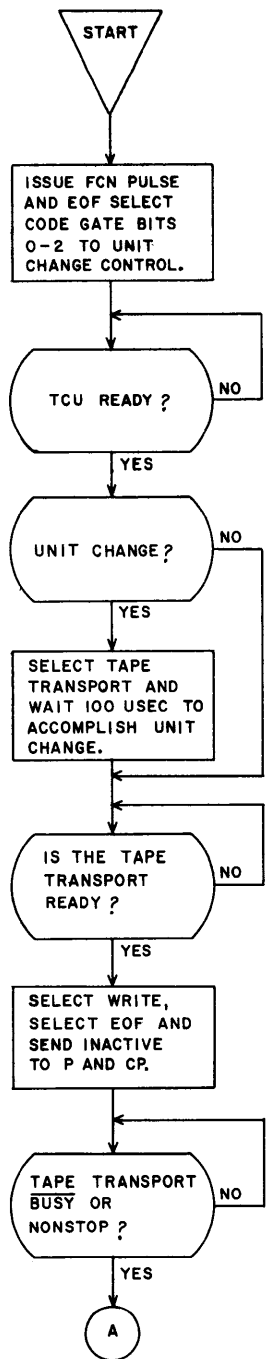 START
ISSUE FCN PULSE
AND EOF SELECT
CODE GATE BITS
0-2 TO UNIT
CHANGE CONTROL.
TCU READY?
NO
YES
UNIT CHANGE?
NO
YES
SELECT TAPE
TRANSPORT AND
WAIT 100 USEC TO
ACCOMPLISH UNIT
CHANGE.
IS THE TAPE
TRANSPORT
READY?
NO
YES
SELECT WRITE,
SELECT EOF AND
SEND INACTIVE
TO P AND CP.
TAPE TRANSPORT
BUSY OR
NONSTOP?
NO
YES
A